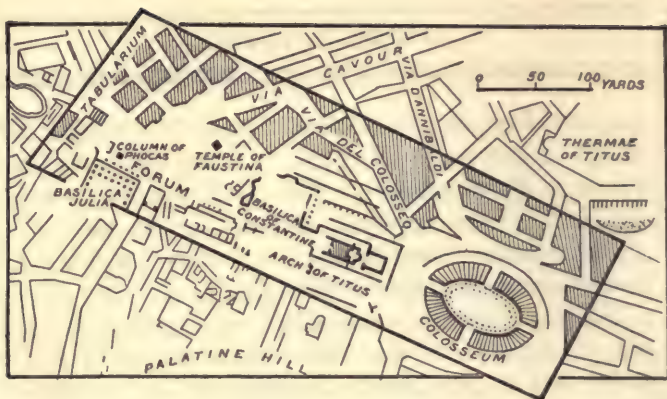 TABULARIUM
VIA
CAVOUR
VIA DEL COLOSSEO
VIA D'ANNIBALDI
0 50 100 YARDS
THERMAE
OF TITUS
COLUMN OF
PHOCAS
FORUM
BASILICA
JULIA
TEMPLE OF
FAUSTINA
BASILICA
OF
CONSTANTINE
ARCH OF TITUS
COLOSSEUM
PALATINE HILL